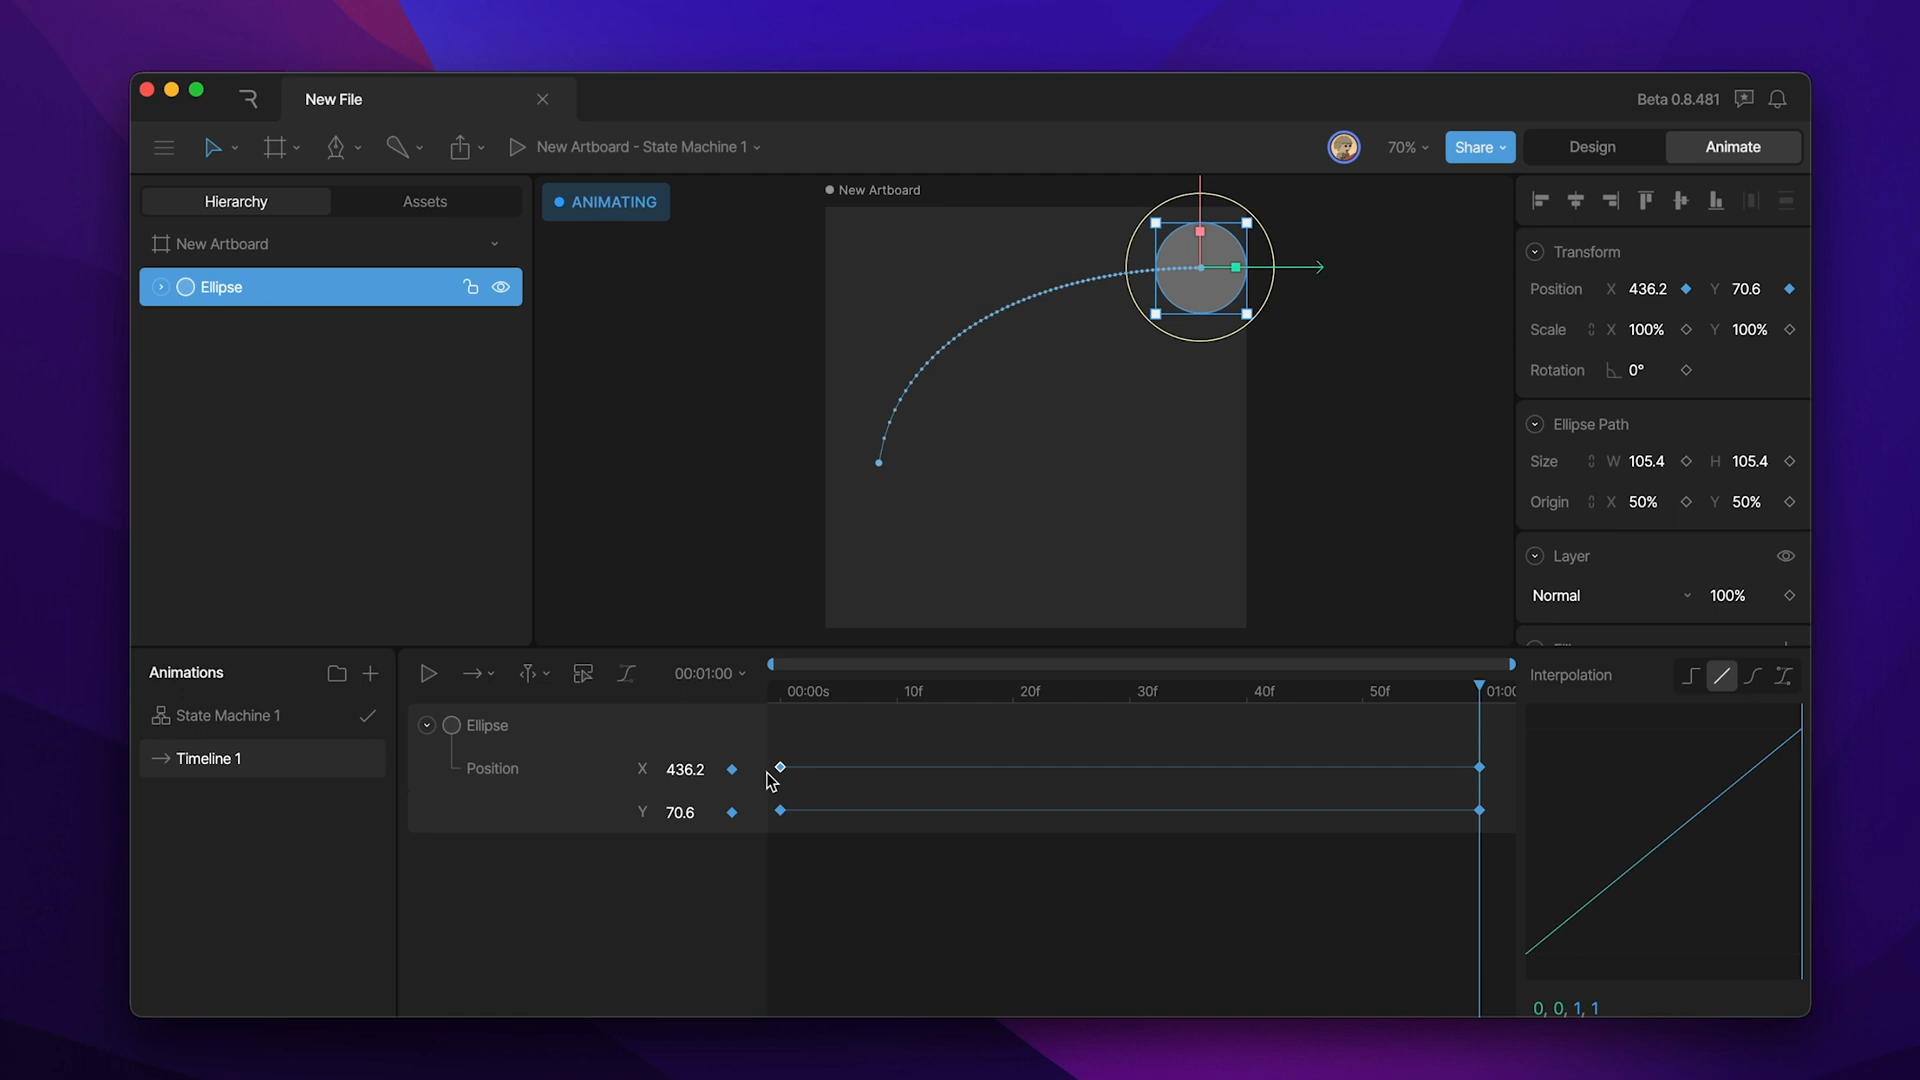 New File
Beta 0.8.481
New Artboard - State Machine 1
70%
Share
Design
Animate
Hierarchy
Assets
ANIMATING
New Artboard
New Artboard
Ellipse
Transform
Position X 436.2 Y 70.6
Scale X 100% Y 100%
Rotation 0°
Ellipse Path
Size W 105.4 H 105.4
Origin X 50% Y 50%
Layer
Normal 100%
Animations
00:01:00
Interpolation
00:00s 10f 20f 30f 40f 50f 01:00
State Machine 1
Ellipse
Timeline 1
Position X 436.2
Y 70.6
0, 0, 1, 1